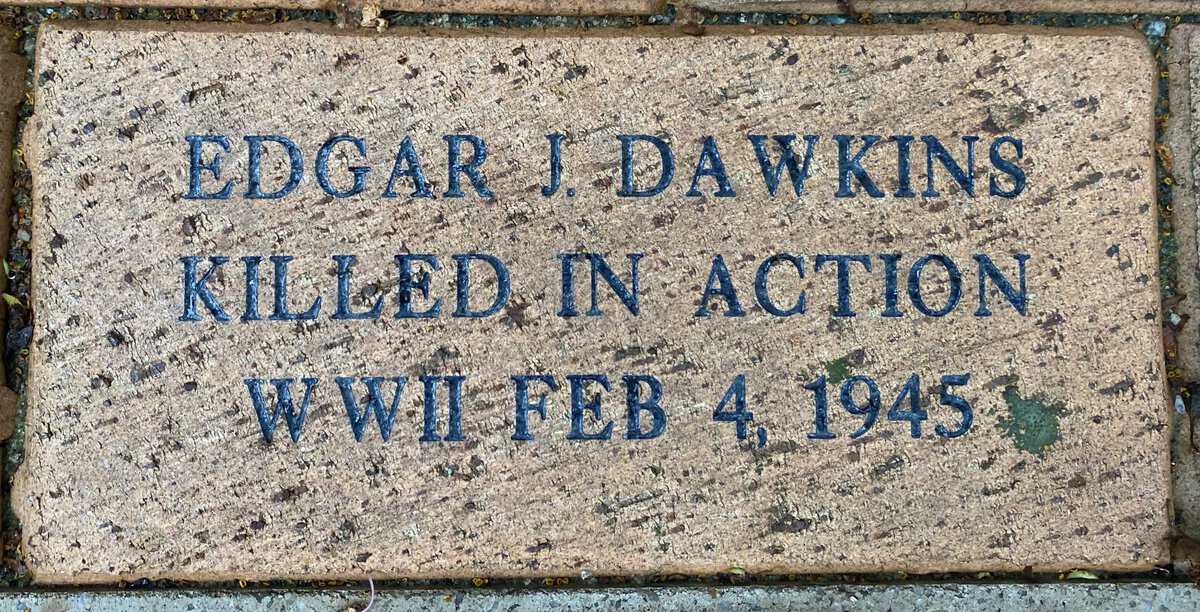 EDGAR J. DAWKINS
KILLED IN ACTION
WWII FEB 4, 1945